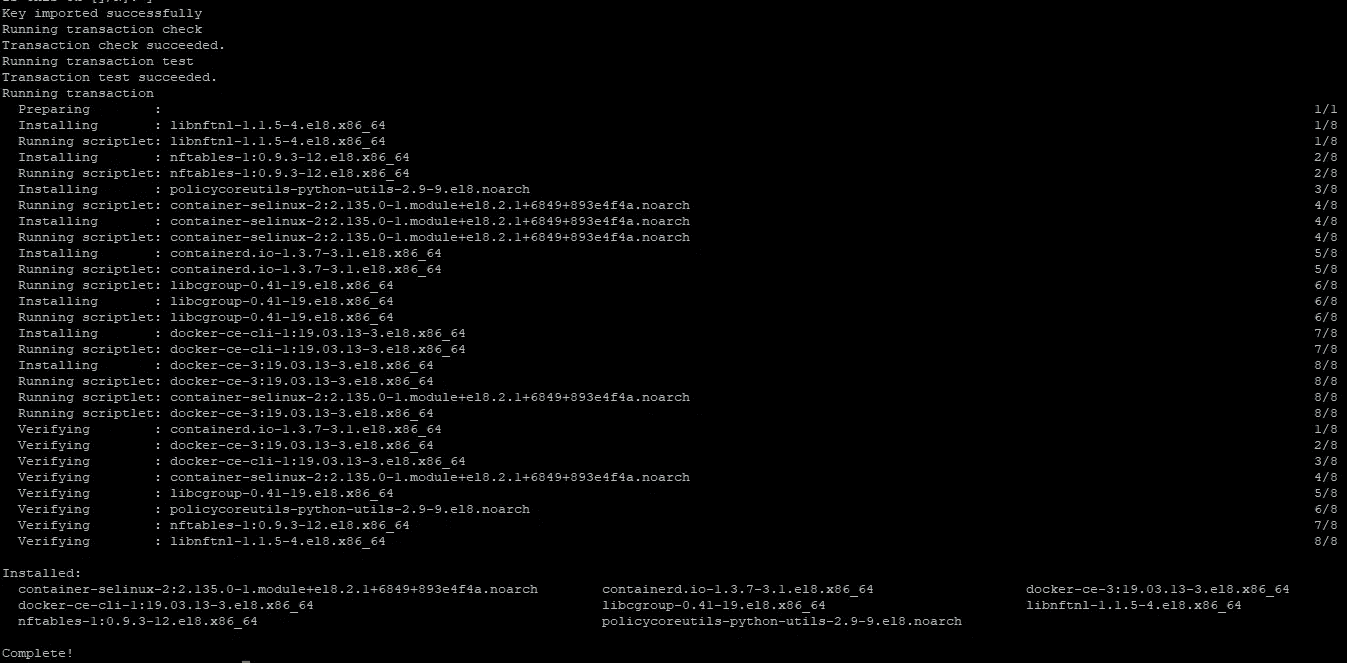 Key imported successfully
Running transaction check
Transaction check succeeded.
Running transaction test
Transaction test succeeded.
Running transaction
Preparing : 1/1
Installing : libnftnl-1.1.5-4.el8.x86_64 1/8
Running scriptlet: libnftnl-1.1.5-4.el8.x86_64 1/8
Installing : nftables-1:0.9.3-12.el8.x86_64 2/8
Running scriptlet: nftables-1:0.9.3-12.el8.x86_64 2/8
Installing : policycoreutils-python-utils-2.9-9.el8.noarch 3/8
Running scriptlet: container-selinux-2:2.135.0-1.module+el8.2.1+6849+893e4f4a.noarch 4/8
Installing : container-selinux-2:2.135.0-1.module+el8.2.1+6849+893e4f4a.noarch 4/8
Running scriptlet: container-selinux-2:2.135.0-1.module+el8.2.1+6849+893e4f4a.noarch 4/8
Installing : containerd.io-1.3.7-3.1.el8.x86_64 5/8
Running scriptlet: containerd.io-1.3.7-3.1.el8.x86_64 5/8
Running scriptlet: libcgroup-0.41-19.el8.x86_64 6/8
Installing : libcgroup-0.41-19.el8.x86_64 6/8
Running scriptlet: libcgroup-0.41-19.el8.x86_64 6/8
Installing : docker-ce-cli-1:19.03.13-3.el8.x86_64 7/8
Running scriptlet: docker-ce-cli-1:19.03.13-3.el8.x86_64 7/8
Installing : docker-ce-3:19.03.13-3.el8.x86_64 8/8
Running scriptlet: docker-ce-3:19.03.13-3.el8.x86_64 8/8
Running scriptlet: container-selinux-2:2.135.0-1.module+el8.2.1+6849+893e4f4a.noarch 8/8
Running scriptlet: docker-ce-3:19.03.13-3.el8.x86_64 8/8
Verifying : containerd.io-1.3.7-3.1.el8.x86_64 1/8
Verifying : docker-ce-3:19.03.13-3.el8.x86_64 2/8
Verifying : docker-ce-cli-1:19.03.13-3.el8.x86_64 3/8
Verifying : container-selinux-2:2.135.0-1.module+el8.2.1+6849+893e4f4a.noarch 4/8
Verifying : libcgroup-0.41-19.el8.x86_64 5/8
Verifying : policycoreutils-python-utils-2.9-9.el8.noarch 6/8
Verifying : nftables-1:0.9.3-12.el8.x86_64 7/8
Verifying : libnftnl-1.1.5-4.el8.x86_64 8/8
Installed:
container-selinux-2:2.135.0-1.module+el8.2.1+6849+893e4f4a.noarch containerd.io-1.3.7-3.1.el8.x86_64 docker-ce-3:19.03.13-3.el8.x86_64
docker-ce-cli-1:19.03.13-3.el8.x86_64 libcgroup-0.41-19.el8.x86_64 libnftnl-1.1.5-4.el8.x86_64
nftables-1:0.9.3-12.el8.x86_64 policycoreutils-python-utils-2.9-9.el8.noarch
Complete!